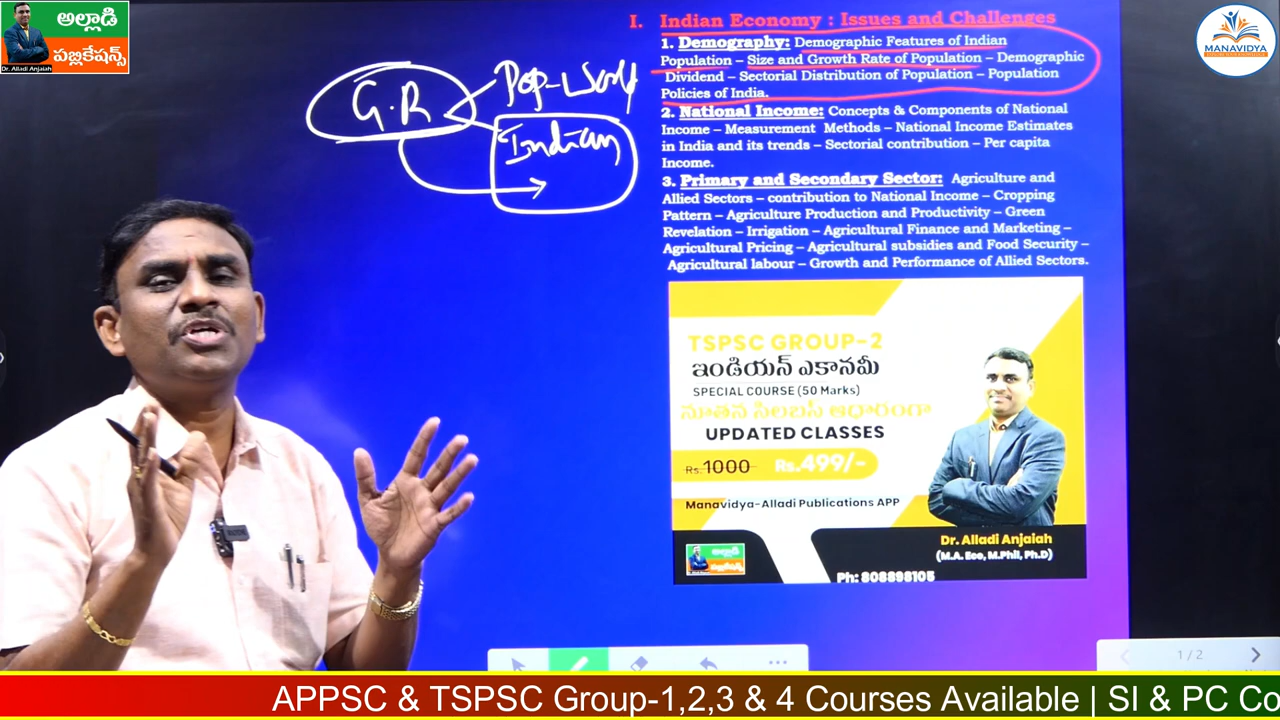 అల్లాడి
పబ్లికేషన్స్
Dr. Alladi Anjaiah
MANAVIDYA
I. Indian Economy : Issues and Challenges
1. Demography: Demographic Features of Indian
Population – Size and Growth Rate of Population – Demographic
Dividend – Sectorial Distribution of Population – Population
Policies of India.
2. National Income: Concepts & Components of National
Income – Measurement Methods – National Income Estimates
in India and its trends – Sectorial contribution – Per capita
Income.
3. Primary and Secondary Sector: Agriculture and
Allied Sectors – contribution to National Income – Cropping
Pattern – Agriculture Production and Productivity – Green
Revelation – Irrigation – Agricultural Finance and Marketing –
Agricultural Pricing – Agricultural subsidies and Food Security –
Agricultural labour – Growth and Performance of Allied Sectors.
G.R
Pop-
Indian
TSPSC GROUP-2
ఇండియన్ ఎకానమీ
SPECIAL COURSE (50 Marks)
నూతన సిలబస్ ఆధారంగా
UPDATED CLASSES
Rs.1000 Rs.499/-
Manavidya-Alladi Publications APP
Dr. Alladi Anjaiah
(M.A. Eco, M.Phil, Ph.D)
Ph: 808898105
అల్లాడి
పబ్లికేషన్స్
1 / 2
APPSC & TSPSC Group-1,2,3 & 4 Courses Available | SI & PC Co